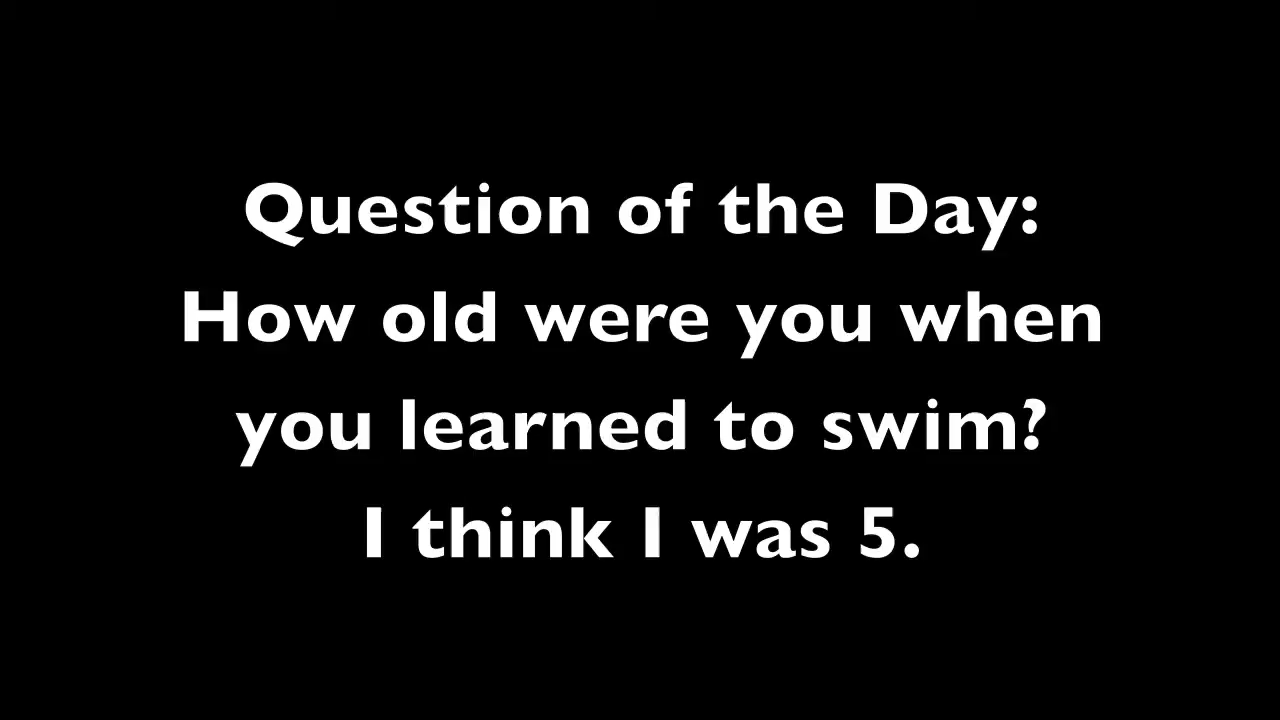 Question of the Day:
How old were you when
you learned to swim?
I think I was 5.